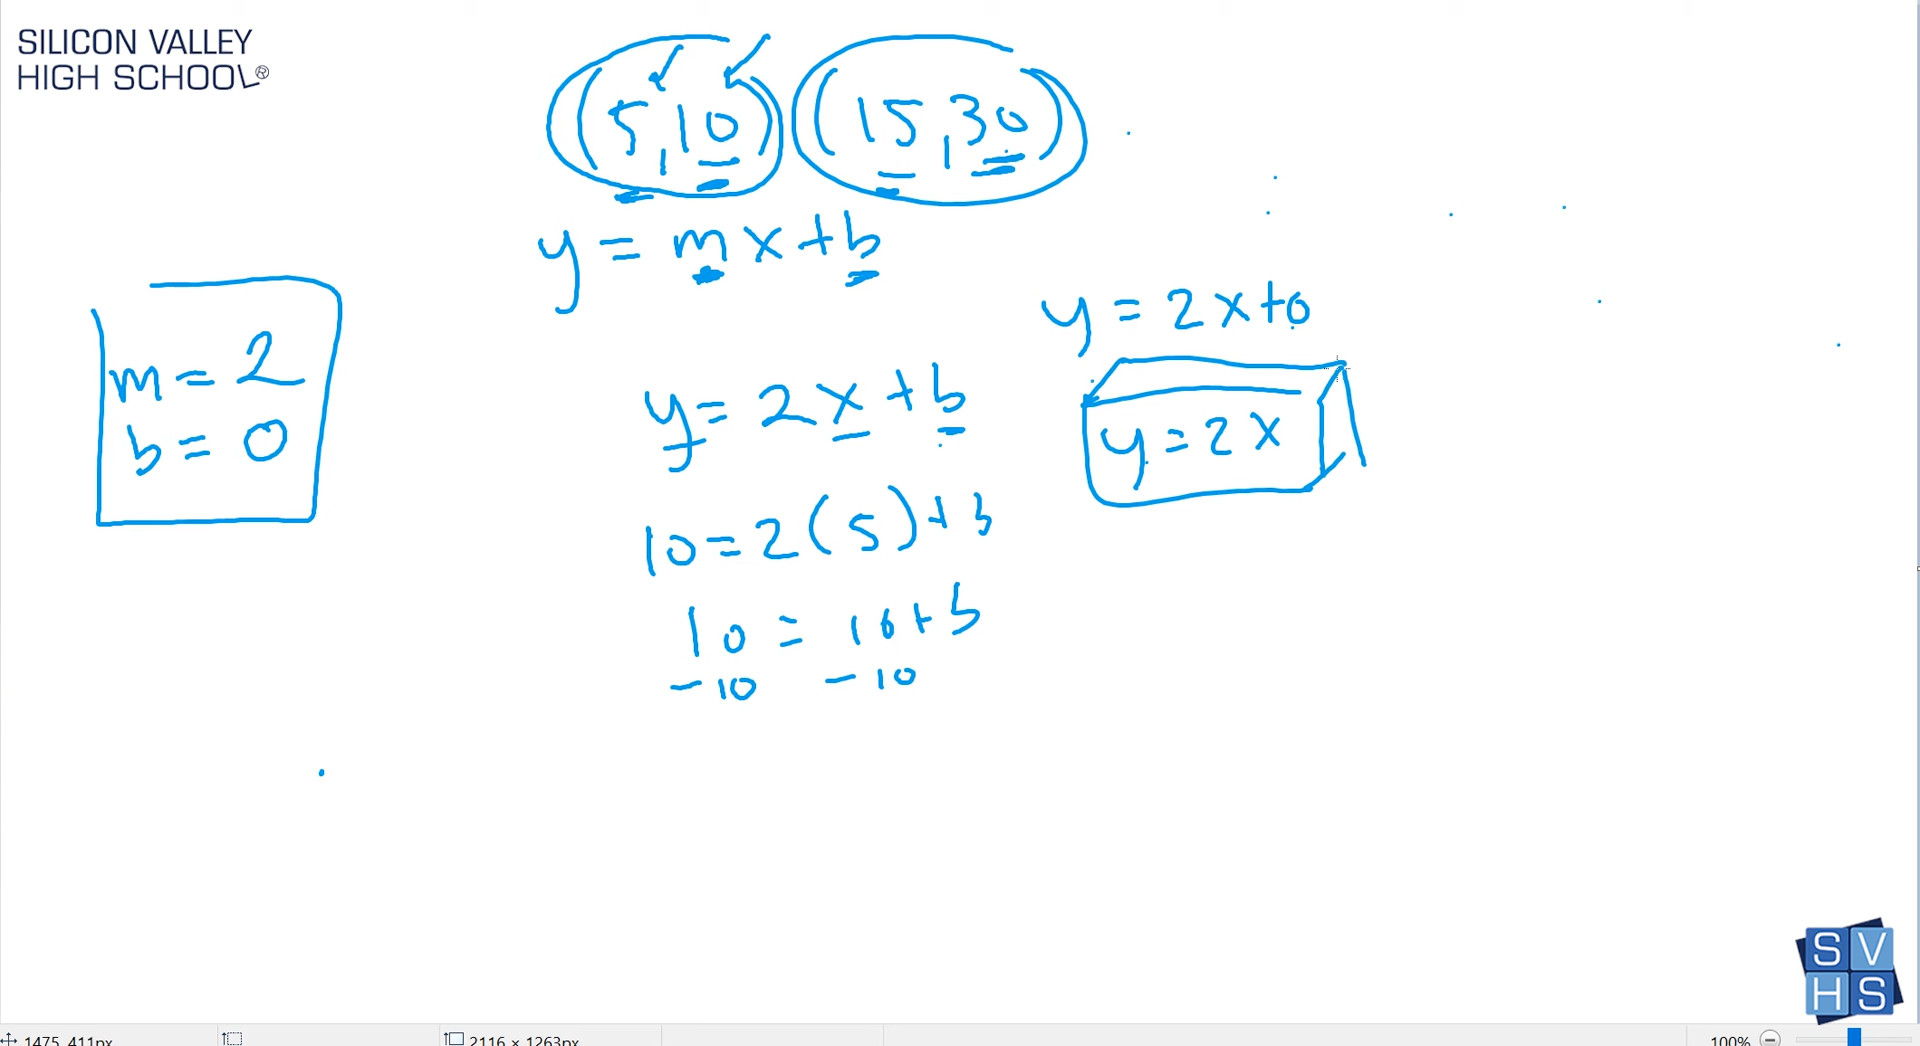 SILICON VALLEY
HIGH SCHOOL®
(5,10) (15,30)
y = mx+b
m = 2
b = 0
y = 2x+b
10=2(5)+b
10 = 10+b
-10 -10
y = 2x+0
y=2x
SV
HS
1475, 411px
2116 × 1263px
100%